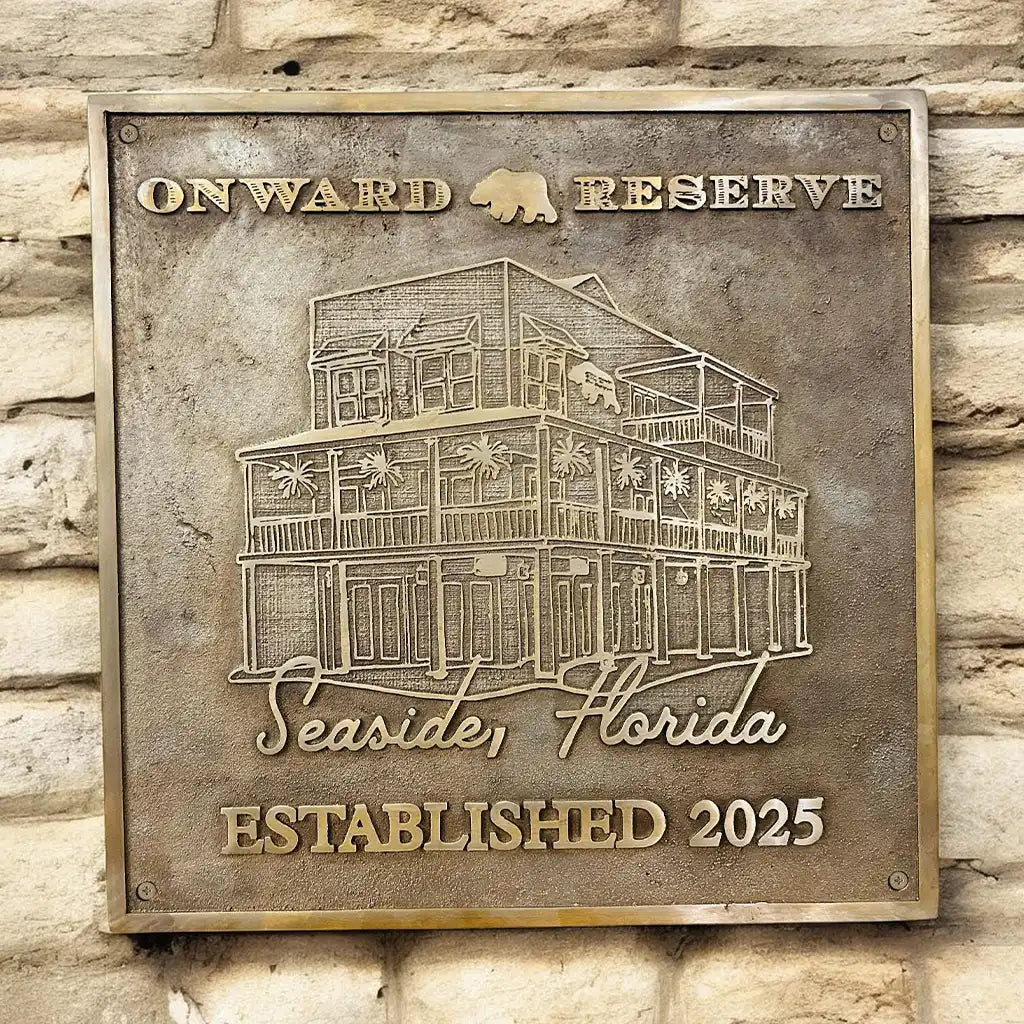 ONWARD RESERVE
Seaside, Florida
ESTABLISHED 2025